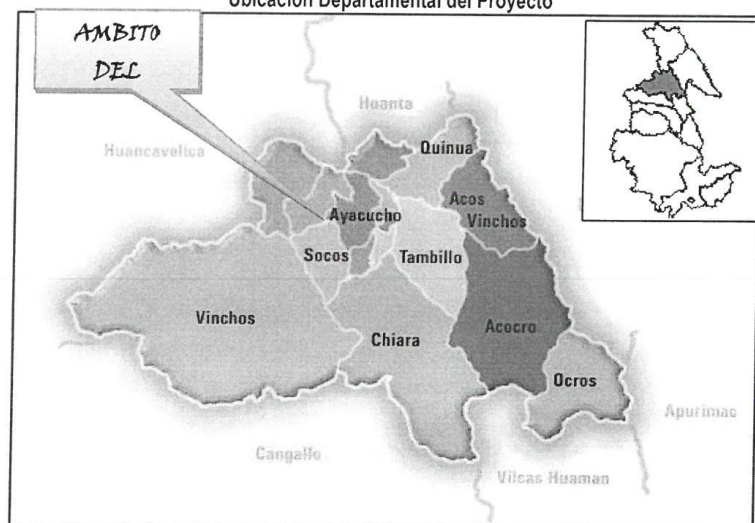 Ubicación Departamental del Proyecto
AMBITO
DEL
Huanta
Huancavelica
Quinua
Ayacucho
Acos
Vinchos
Socos
Tambillo
Vinchos
Chiara
Acocro
Ocros
Apurimac
Cangallo
Vilcas Huaman